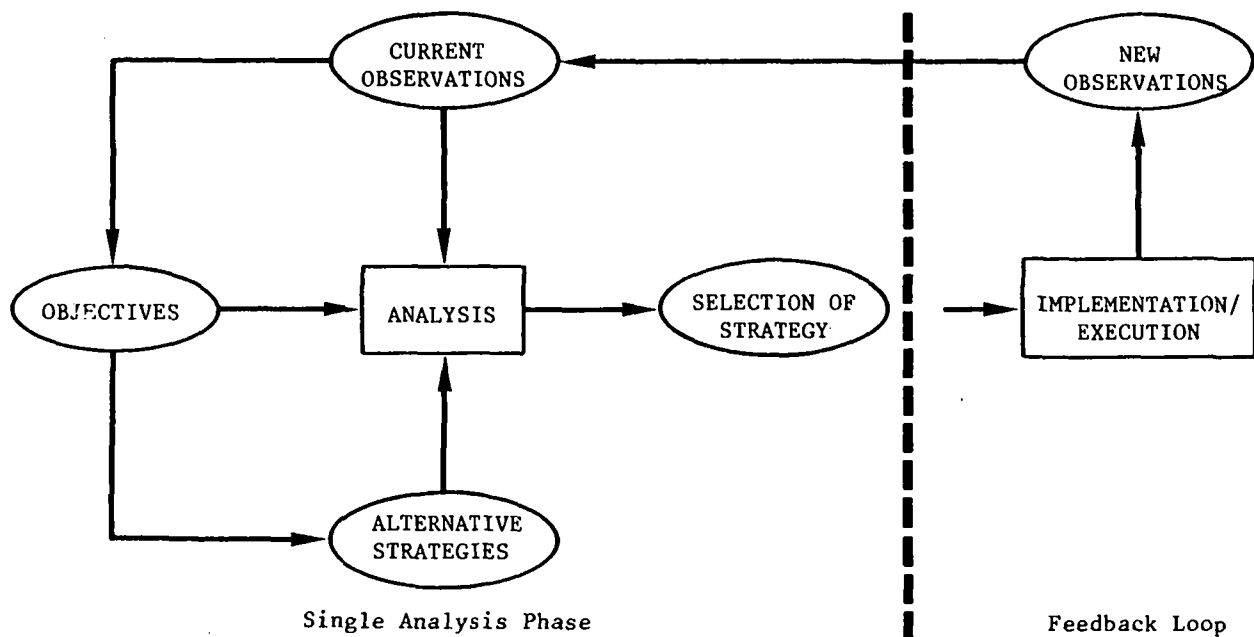 CURRENT
OBSERVATIONS
NEW
OBSERVATIONS
OBJECTIVES
ANALYSIS
SELECTION OF
STRATEGY
IMPLEMENTATION/
EXECUTION
ALTERNATIVE
STRATEGIES
Single Analysis Phase
Feedback Loop